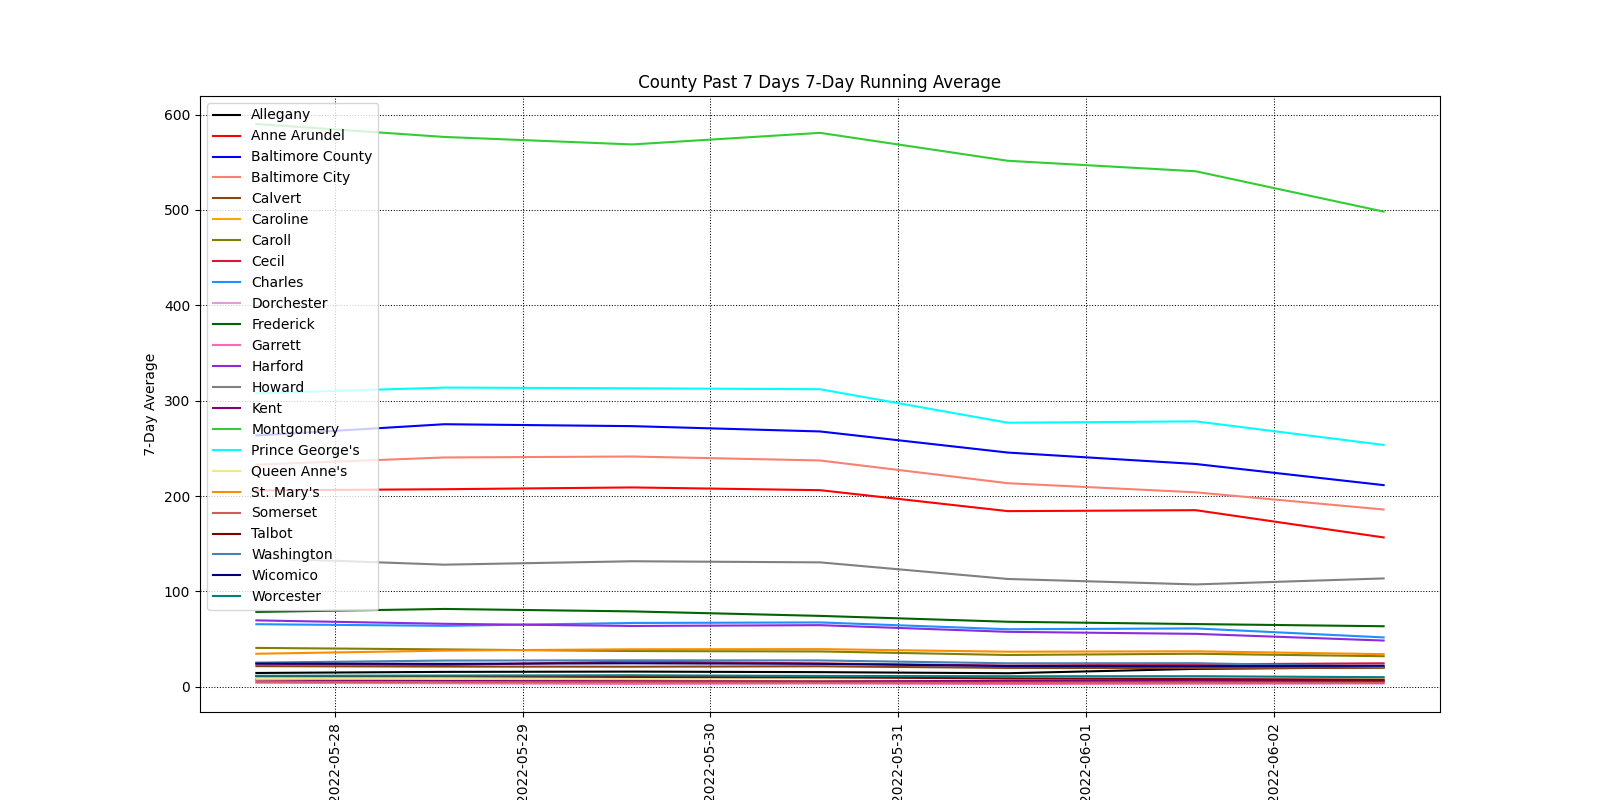 County Past 7 Days 7-Day Running Average
7-Day Average
600
500
400
300
200
100
0
Allegany
Anne Arundel
Baltimore County
Baltimore City
Calvert
Caroline
Caroll
Cecil
Charles
Dorchester
Frederick
Garrett
Harford
Howard
Kent
Montgomery
Prince George's
Queen Anne's
St. Mary's
Somerset
Talbot
Washington
Wicomico
Worcester
2022-05-28
2022-05-29
2022-05-30
2022-05-31
2022-06-01
2022-06-02